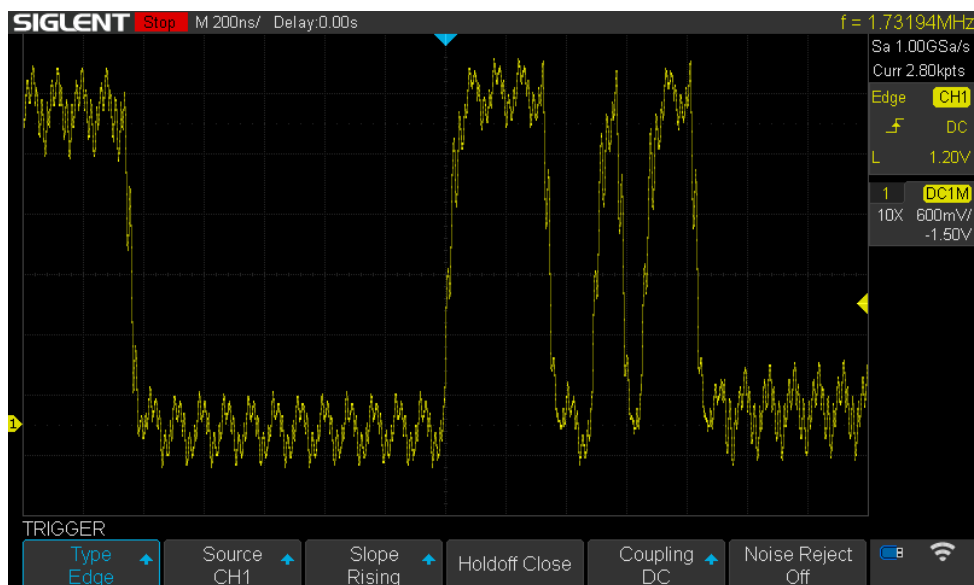 SIGLENT Stop M 200ns/ Delay:0.00s f = 1.73194MHz
Sa 1.00GSa/s
Curr 2.80kpts
Edge CH1
DC
L 1.20V
1 DC1M
10X 600mV/
-1.50V
1
TRIGGER
Type Source Slope Holdoff Close Coupling Noise Reject
Edge CH1 Rising DC Off